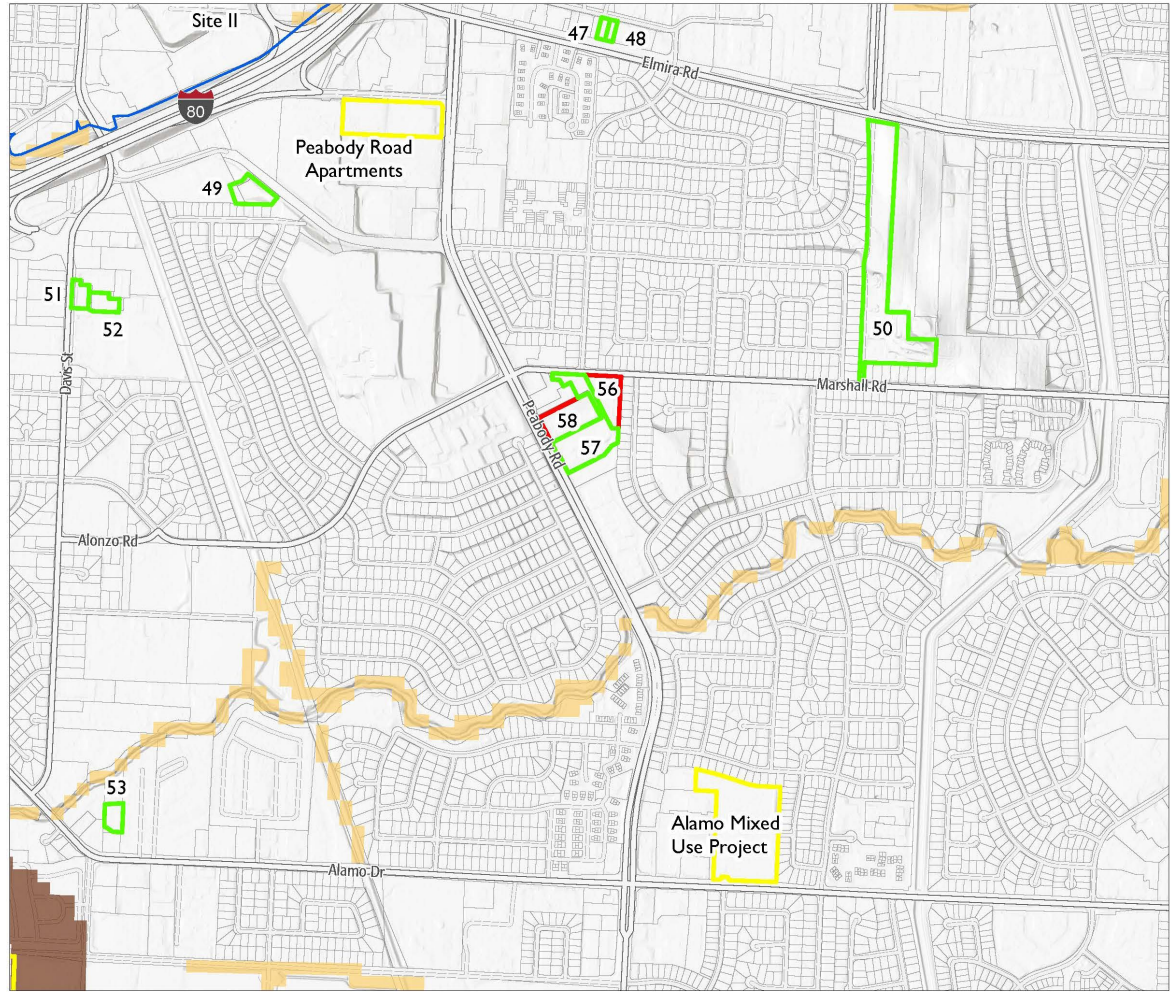 Site II
47
48
Elmira Rd
80
Peabody Road
Apartments
49
51
52
50
Davis St
Marshall Rd
56
58
57
Peabody Rd
Alonzo Rd
53
Alamo Mixed
Use Project
Alamo Dr